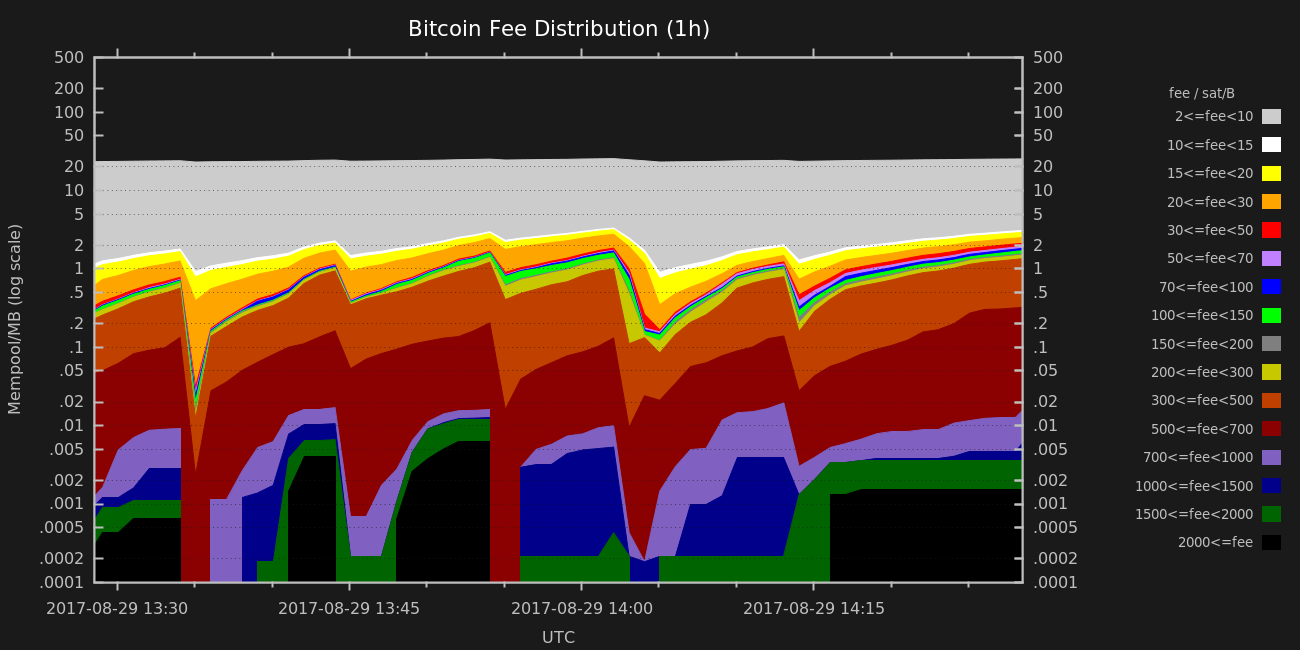 Bitcoin Fee Distribution (1h)
Mempool/MB (log scale)
500
200
100
50
20
10
5
2
1
.5
.2
.1
.05
.02
.01
.005
.002
.001
.0005
.0002
.0001
500
200
100
50
20
10
5
2
1
.5
.2
.1
.05
.02
.01
.005
.002
.001
.0005
.0002
.0001
2017-08-29 13:30
2017-08-29 13:45
2017-08-29 14:00
2017-08-29 14:15
UTC
fee / sat/B
2<=fee<10
10<=fee<15
15<=fee<20
20<=fee<30
30<=fee<50
50<=fee<70
70<=fee<100
100<=fee<150
150<=fee<200
200<=fee<300
300<=fee<500
500<=fee<700
700<=fee<1000
1000<=fee<1500
1500<=fee<2000
2000<=fee